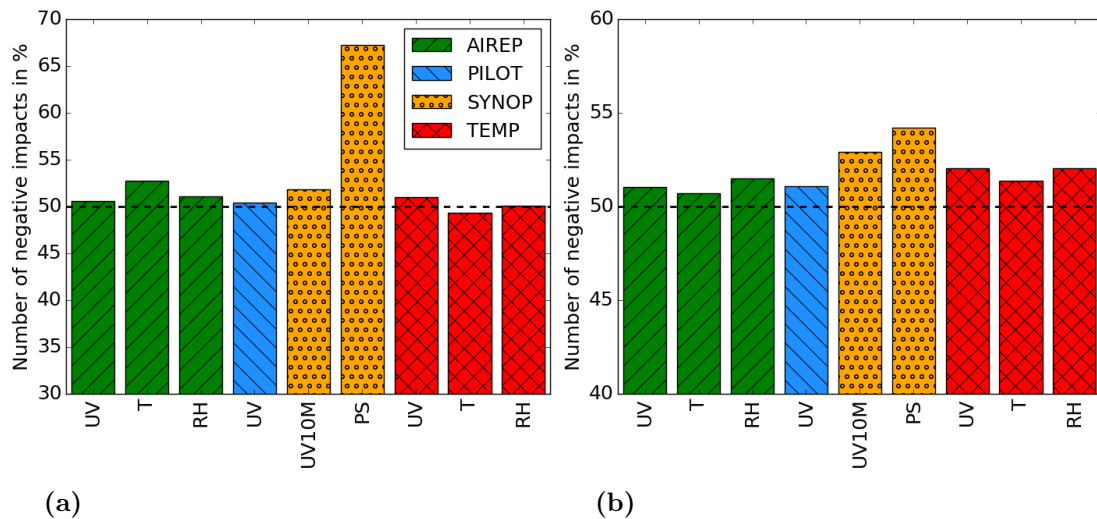 Number of negative impacts in %
70
65
60
55
50
45
40
35
30
AIREP
PILOT
SYNOP
TEMP
UV
T
RH
UV
UV10M
PS
UV
T
RH
(a)
Number of negative impacts in %
60
55
50
45
40
UV
T
RH
UV
UV10M
PS
UV
T
RH
(b)